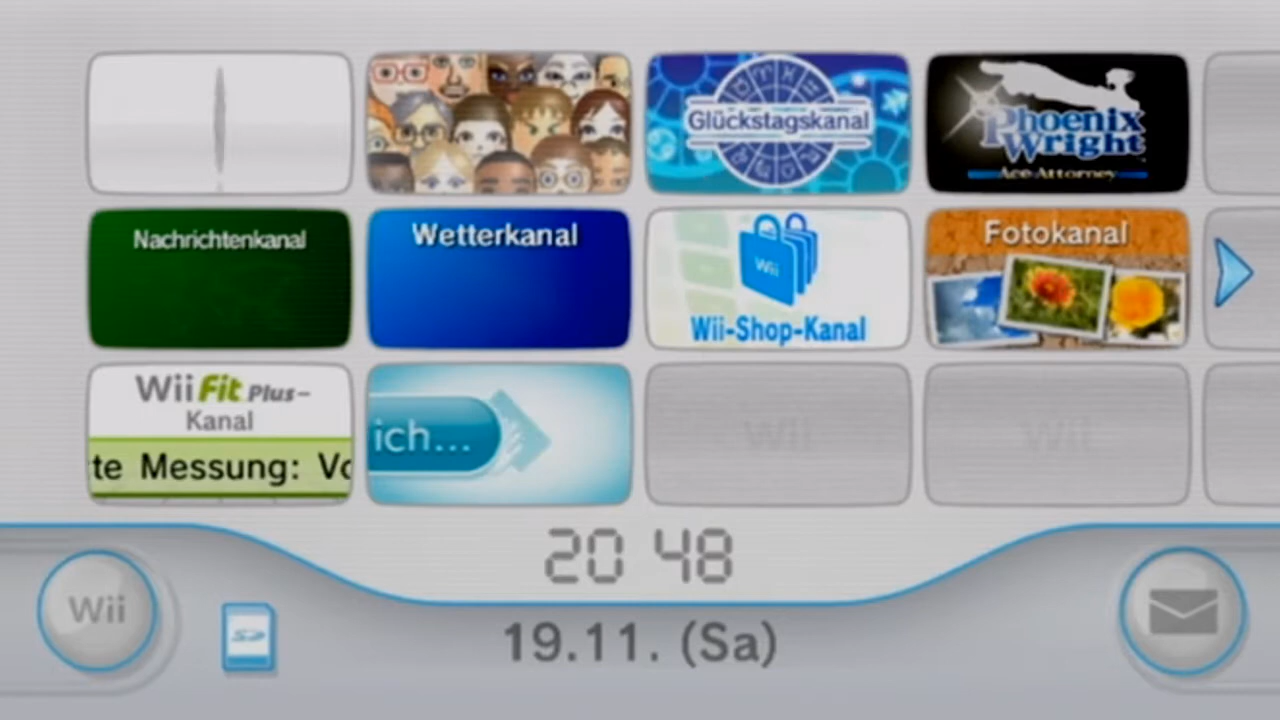 Glückstagskanal
Phoenix
Wright
Ace Attorney
Nachrichtenkanal
Wetterkanal
Wii
Wii-Shop-Kanal
Fotokanal
Wii Fit Plus-
Kanal
te Messung: Vo
ich...
Wii
Wii
20 48
Wii
SD
19.11. (Sa)